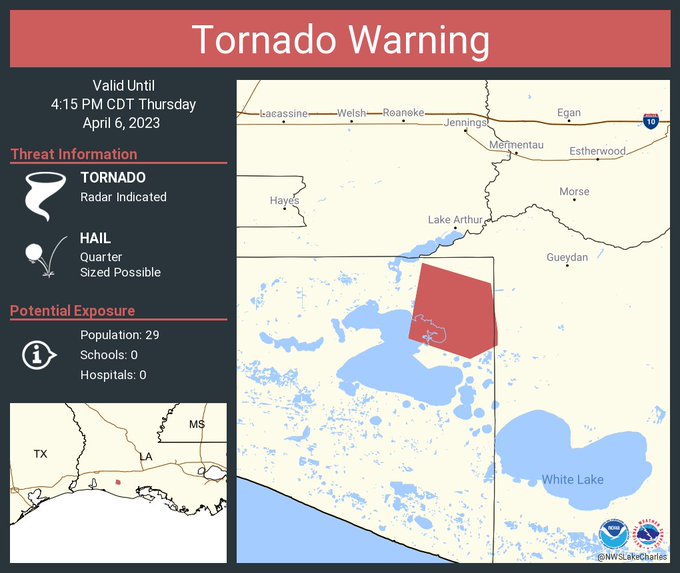 Tornado Warning
Valid Until
4:15 PM CDT Thursday
April 6, 2023
Threat Information
TORNADO
Radar Indicated
HAIL
Quarter
Sized Possible
Potential Exposure
Population: 29
Schools: 0
Hospitals: 0
TX
LA
MS
Lacassine
Welsh
Roanoke
Jennings
Egan
10
Mermentau
Estherwood
Hayes
Morse
Lake Arthur
Gueydan
White Lake
@NWSLakeCharles